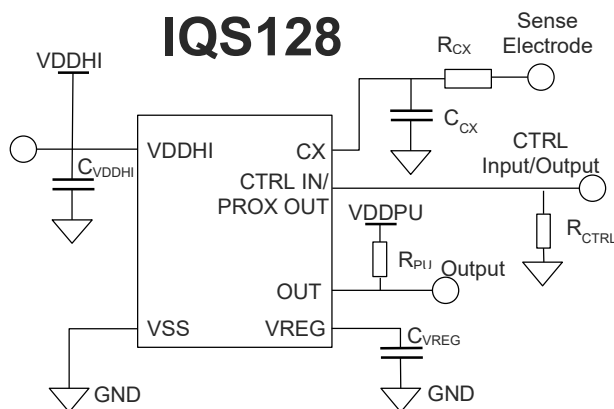 IQS128
Sense
Electrode
VDDHI
RCX
CCX
CTRL
Input/Output
VDDHI
CX
CVDDHI
CTRL IN/
PROX OUT
VDDPU
RCTRL
RPU
Output
OUT
VSS
VREG
CVREG
GND
GND